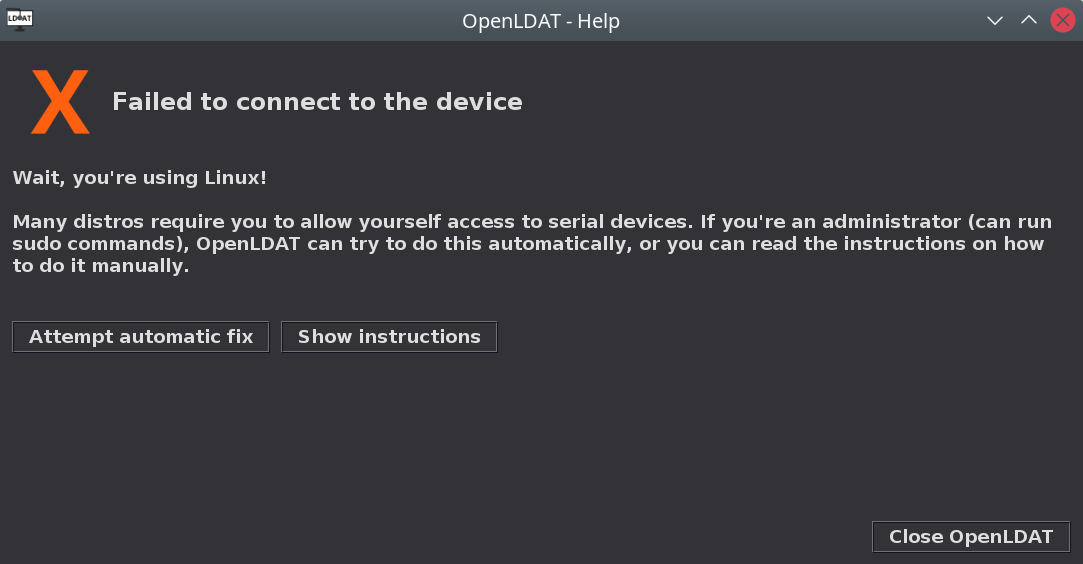 LDAT
OpenLDAT - Help
X
Failed to connect to the device
Wait, you're using Linux!
Many distros require you to allow yourself access to serial devices. If you're an administrator (can run
sudo commands), OpenLDAT can try to do this automatically, or you can read the instructions on how
to do it manually.
Attempt automatic fix
Show instructions
Close OpenLDAT